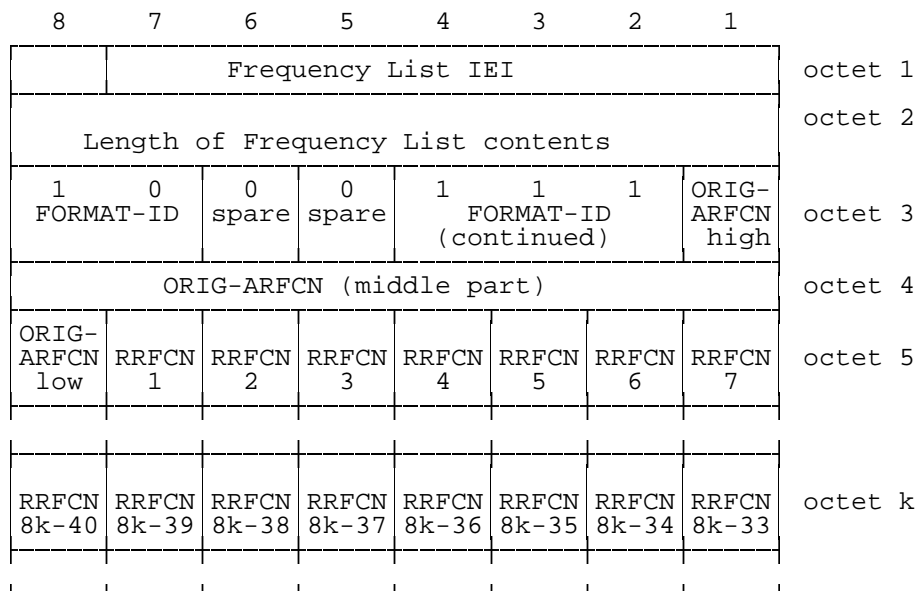 8 7 6 5 4 3 2 1
Frequency List IEI octet 1
octet 2
Length of Frequency List contents
1 0 0 0 1 1 1 ORIG-
FORMAT-ID spare spare FORMAT-ID ARFCN octet 3
(continued) high
ORIG-ARFCN (middle part) octet 4
ORIG-
ARFCN RRFCN RRFCN RRFCN RRFCN RRFCN RRFCN RRFCN octet 5
low 1 2 3 4 5 6 7
RRFCN RRFCN RRFCN RRFCN RRFCN RRFCN RRFCN RRFCN octet k
8k-40 8k-39 8k-38 8k-37 8k-36 8k-35 8k-34 8k-33